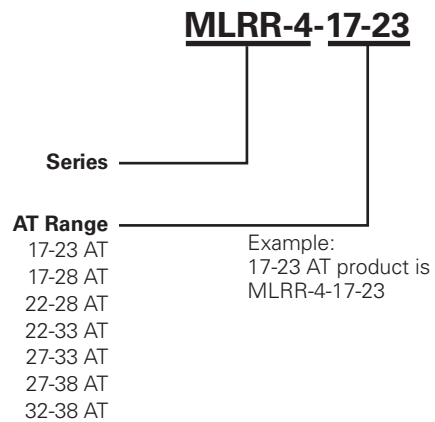 MLRR-4-17-23
Series
AT Range
17-23 AT
17-28 AT
22-28 AT
22-33 AT
27-33 AT
27-38 AT
32-38 AT
Example:
17-23 AT product is
MLRR-4-17-23